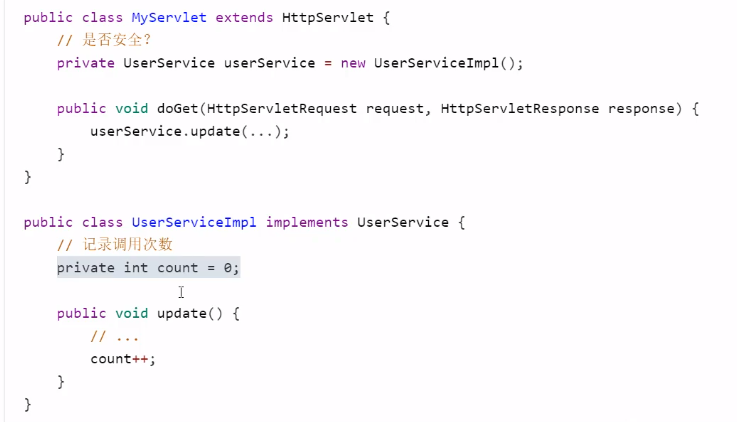 public class MyServlet extends HttpServlet {
// 是否安全?
private UserService userService = new UserServiceImpl();
public void doGet(HttpServletRequest request, HttpServletResponse response) {
userService.update(...);
}
}
public class UserServiceImpl implements UserService {
// 记录调用次数
private int count = 0;
public void update() {
// ...
count++;
}
}